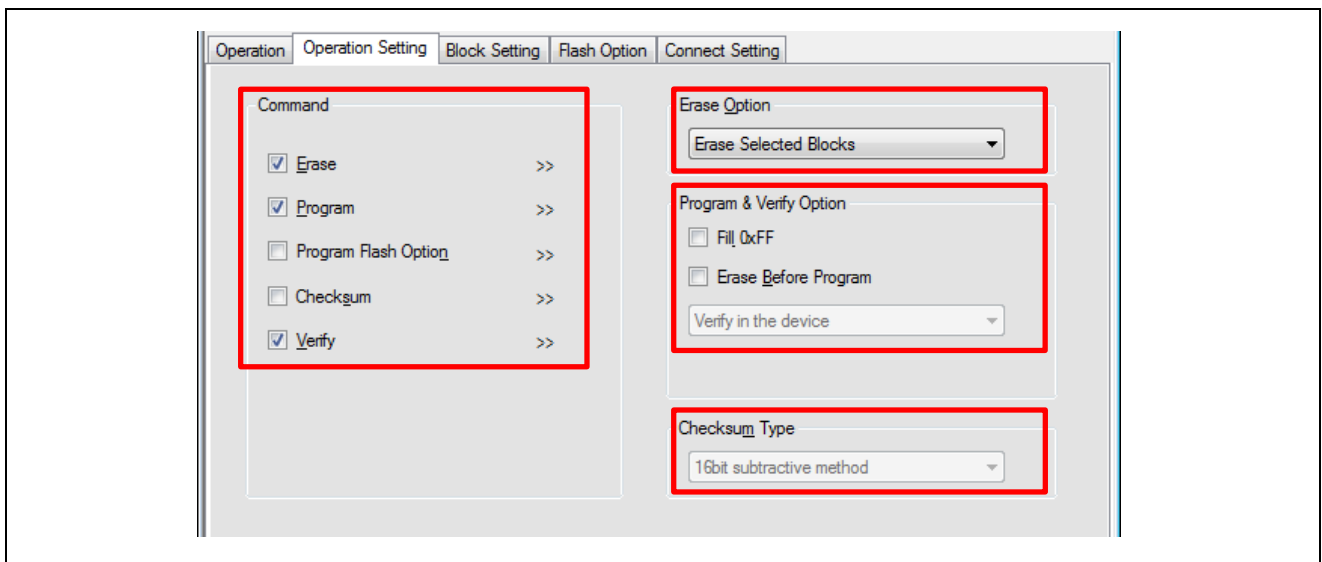 Operation Operation Setting Block Setting Flash Option Connect Setting
Command
Erase >>
Program >>
Program Flash Option >>
Checksum >>
Verify >>
Erase Option
Erase Selected Blocks
Program & Verify Option
Fill 0xFF
Erase Before Program
Verify in the device
Checksum Type
16bit subtractive method